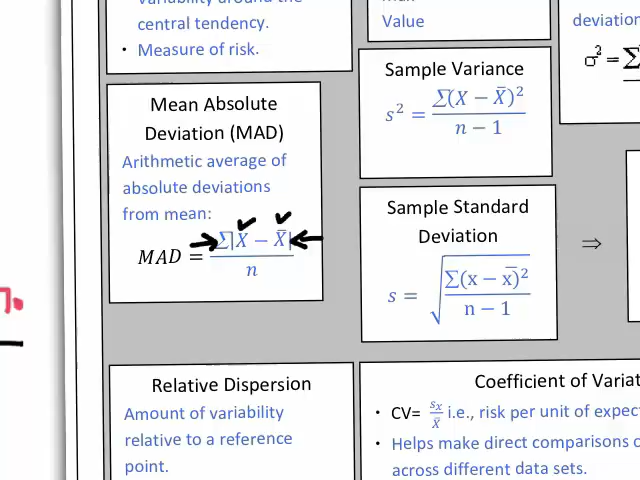 variability around the
central tendency.
• Measure of risk.
Value
deviation
σ² = Σ
Mean Absolute
Deviation (MAD)
Arithmetic average of
absolute deviations
from mean:
MAD = Σ|X − X̄| / n
Sample Variance
s² = Σ(X − X̄)² / n − 1
Sample Standard
Deviation
s = √(Σ(x − x̄)² / n − 1)
⇒
Relative Dispersion
Amount of variability
relative to a reference
point.
Coefficient of Variat
• CV= sₓ/X̄ i.e., risk per unit of expec
• Helps make direct comparisons o
across different data sets.